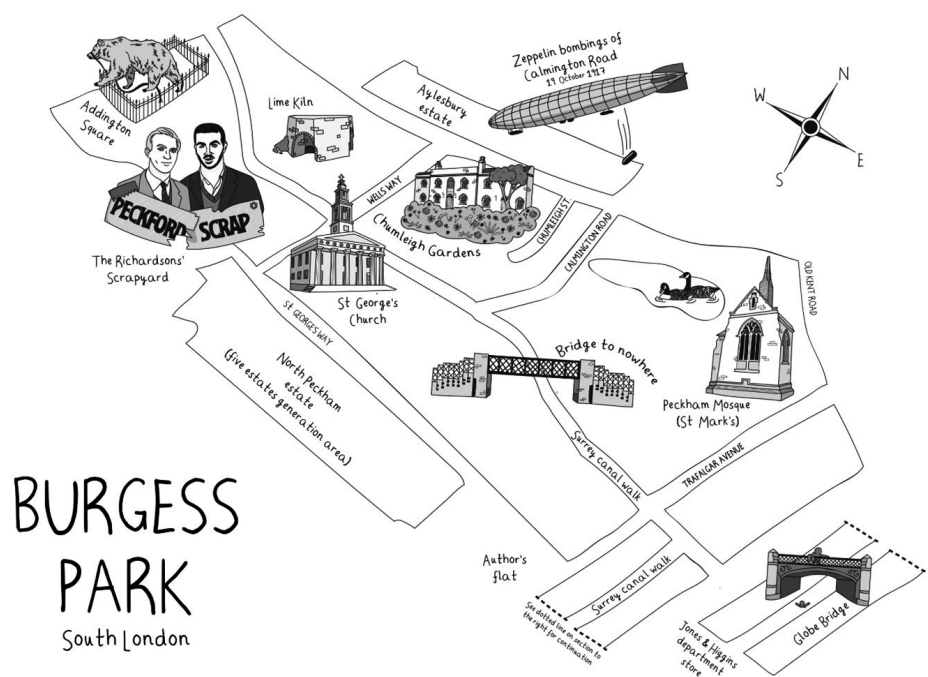 Zeppelin bombings of
Calmington Road
19 October 1917
N
W
E
S
Addington
Square
Lime Kiln
Aylesbury
estate
PECKFORD
SCRAP
WELLS WAY
Chumleigh Gardens
CHUMLEIGH ST.
CALMINGTON ROAD
OLD KENT ROAD
The Richardsons'
Scrapyard
St George's
Church
St GEORGES WAY
North Peckham
estate
(five estates generation area)
Bridge to nowhere
Peckham Mosque
(St Mark's)
Surrey canal walk
TRAFALGAR AVENUE
BURGESS
PARK
South London
Author's
flat
Surrey canal walk
See dotted line on section to
the right for continuation
Jones & Higgins
department
store
Globe Bridge